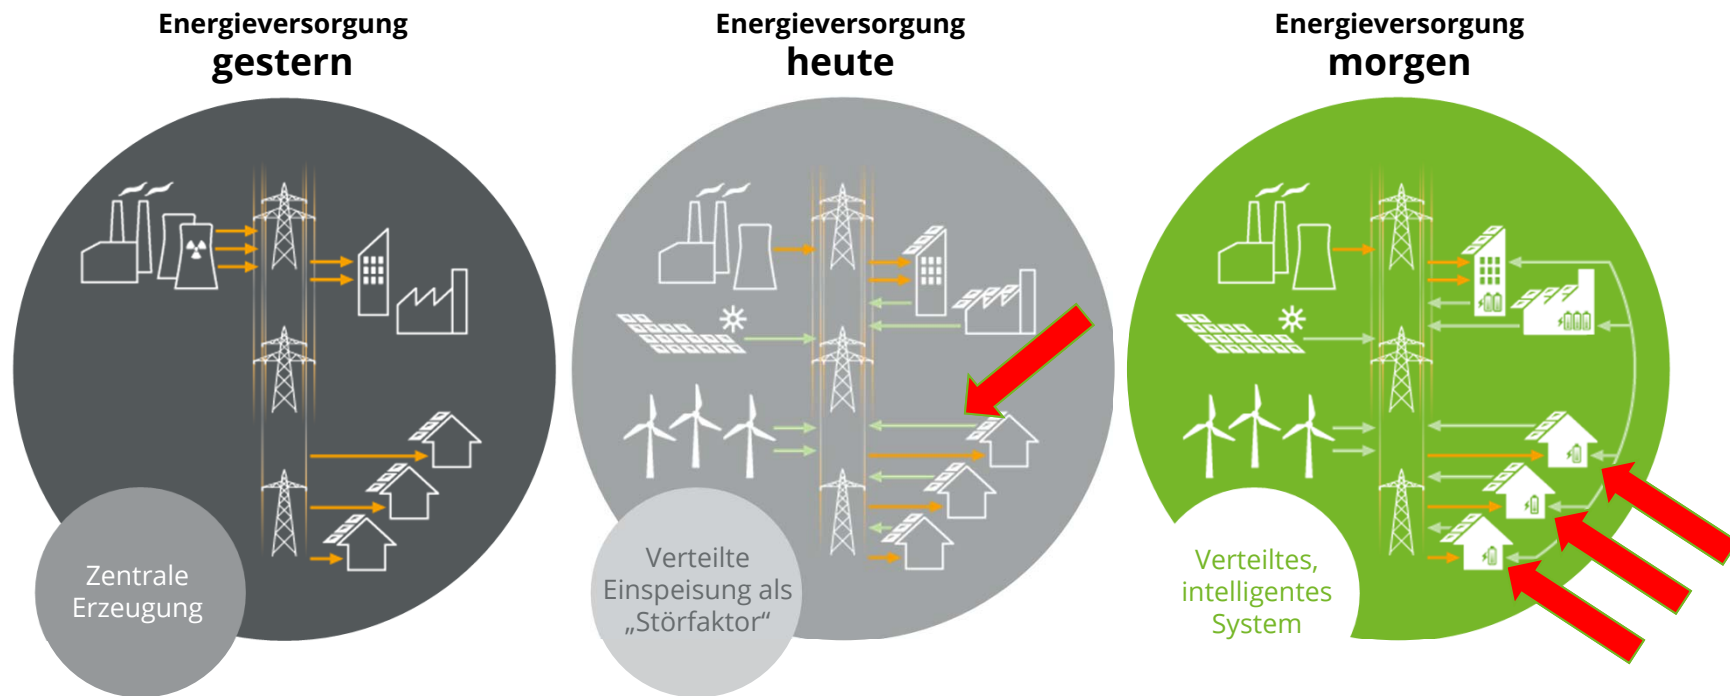 Energieversorgung
gestern
Energieversorgung
heute
Energieversorgung
morgen
Zentrale
Erzeugung
Verteilte
Einspeisung als
„Störfaktor“
Verteiltes,
intelligentes
System